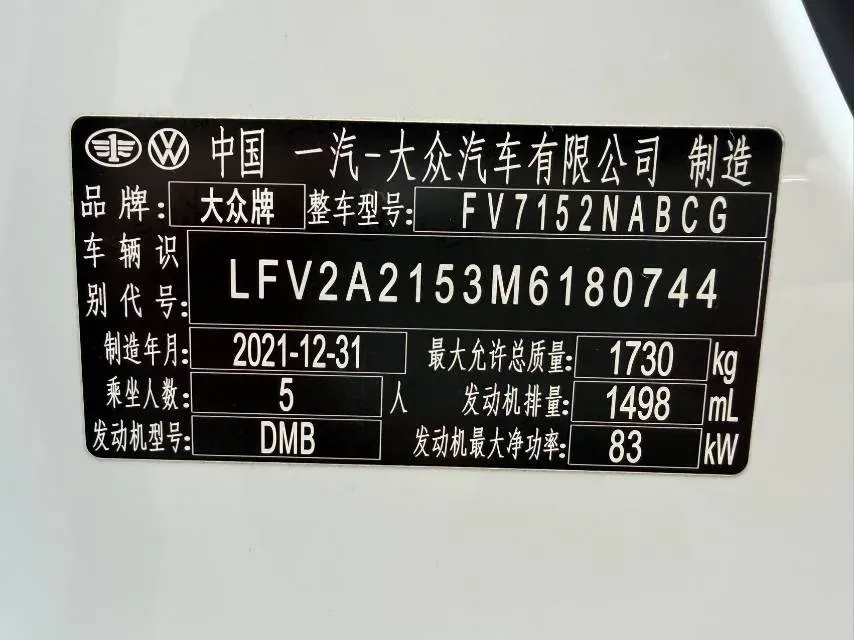 中国 一汽-大众汽车有限公司 制造
品牌: 大众牌 整车型号: FV7152NABCG
车辆识别代号: LFV2A2153M6180744
制造年月: 2021-12-31 最大允许总质量: 1730 kg
乘坐人数: 5 人 发动机排量: 1498 mL
发动机型号: DMB 发动机最大净功率: 83 kW